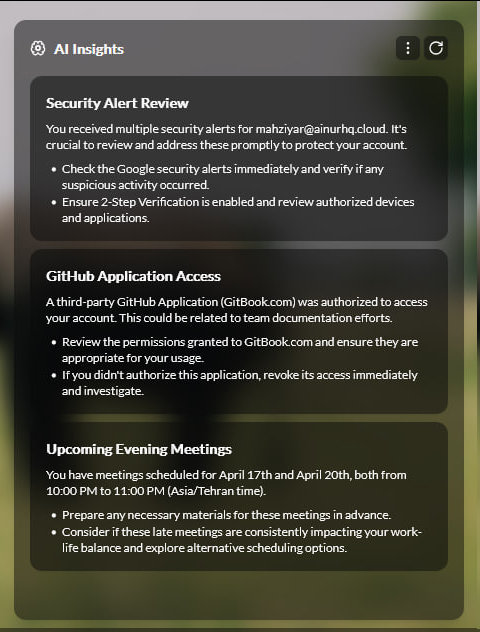 AI Insights
Security Alert Review
You received multiple security alerts for mahziyar@ainurhq.cloud. It's
crucial to review and address these promptly to protect your account.
• Check the Google security alerts immediately and verify if any
suspicious activity occurred.
• Ensure 2-Step Verification is enabled and review authorized devices
and applications.
GitHub Application Access
A third-party GitHub Application (GitBook.com) was authorized to access
your account. This could be related to team documentation efforts.
• Review the permissions granted to GitBook.com and ensure they are
appropriate for your usage.
• If you didn't authorize this application, revoke its access immediately
and investigate.
Upcoming Evening Meetings
You have meetings scheduled for April 17th and April 20th, both from
10:00 PM to 11:00 PM (Asia/Tehran time).
• Prepare any necessary materials for these meetings in advance.
• Consider if these late meetings are consistently impacting your work-
life balance and explore alternative scheduling options.